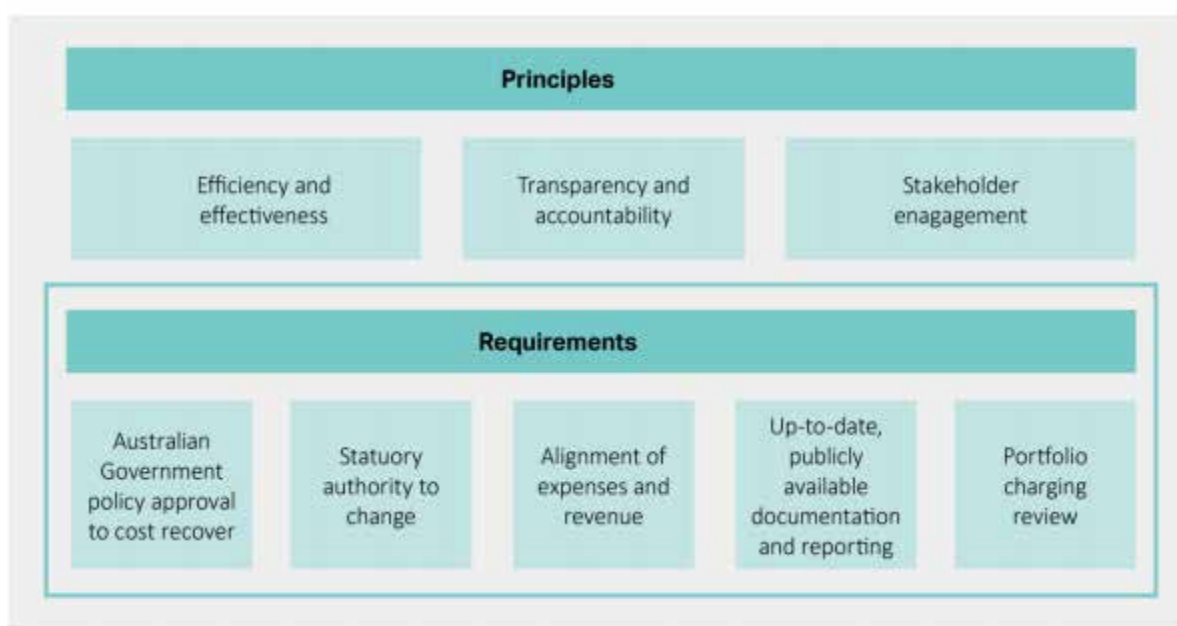 Principles
Efficiency and
effectiveness
Transparency and
accountability
Stakeholder
enagagement
Requirements
Australian
Government
policy approval
to cost recover
Statuory
authority to
change
Alignment of
expenses and
revenue
Up-to-date,
publicly
available
documentation
and reporting
Portfolio
charging
review